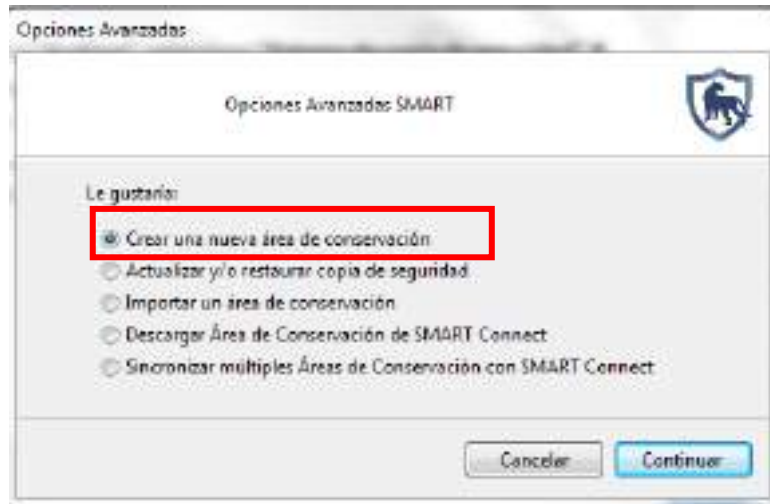 Opciones Avanzadas
Opciones Avanzadas SMART
Le gustaría:
Crear una nueva área de conservación
Actualizar y/o restaurar copia de seguridad
Importar un área de conservación
Descargar Área de Conservación de SMART Connect
Sincronizar múltiples Áreas de Conservación con SMART Connect
Cancelar
Continuar